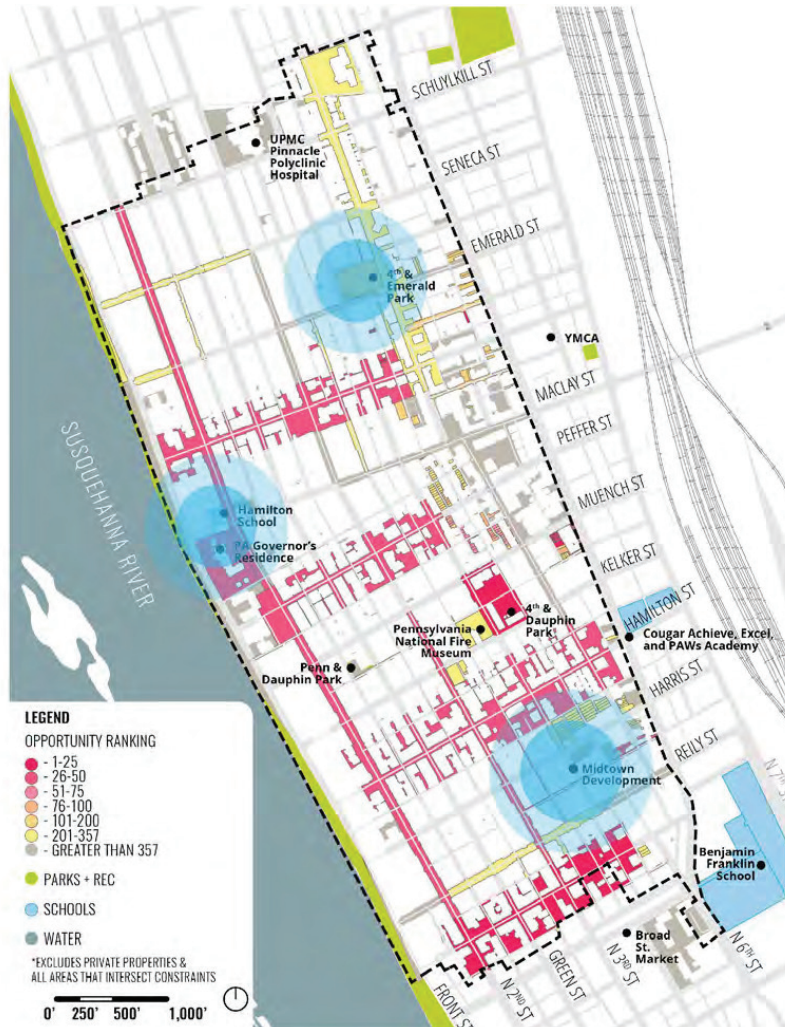 SCHUYLKILL ST
UPMC
Pinnacle
Polyclinic
Hospital
SENECA ST
EMERALD ST
4th &
Emerald
Park
YMCA
MACLAY ST
PEFFER ST
SUSQUEHANNA RIVER
MUENCH ST
Hamilton
School
PA Governor's
Residence
KELKER ST
HAMILTON ST
4th &
Dauphin
Park
Pennsylvania
National Fire
Museum
Cougar Achieve, Excel,
and PAWs Academy
Penn &
Dauphin Park
HARRIS ST
REILY ST
Midtown
Development
N 7TH ST
Benjamin
Franklin
School
Broad
St.
Market
N 6TH ST
N 3RD ST
GREEN ST
N 2ND ST
FRONT ST
LEGEND
OPPORTUNITY RANKING
- 1-25
- 26-50
- 51-75
- 76-100
- 101-200
- 201-357
- GREATER THAN 357
PARKS + REC
SCHOOLS
WATER
*EXCLUDES PRIVATE PROPERTIES &
ALL AREAS THAT INTERSECT CONSTRAINTS
0' 250' 500' 1,000'